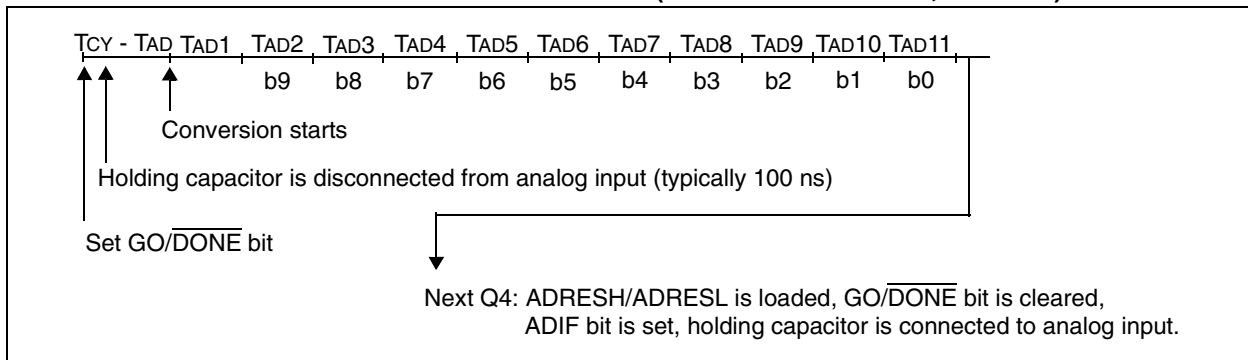 TCY - TAD TAD1 TAD2 TAD3 TAD4 TAD5 TAD6 TAD7 TAD8 TAD9 TAD10 TAD11
b9 b8 b7 b6 b5 b4 b3 b2 b1 b0
Conversion starts
Holding capacitor is disconnected from analog input (typically 100 ns)
Set GO/DONE bit
Next Q4: ADRESH/ADRESL is loaded, GO/DONE bit is cleared,
ADIF bit is set, holding capacitor is connected to analog input.